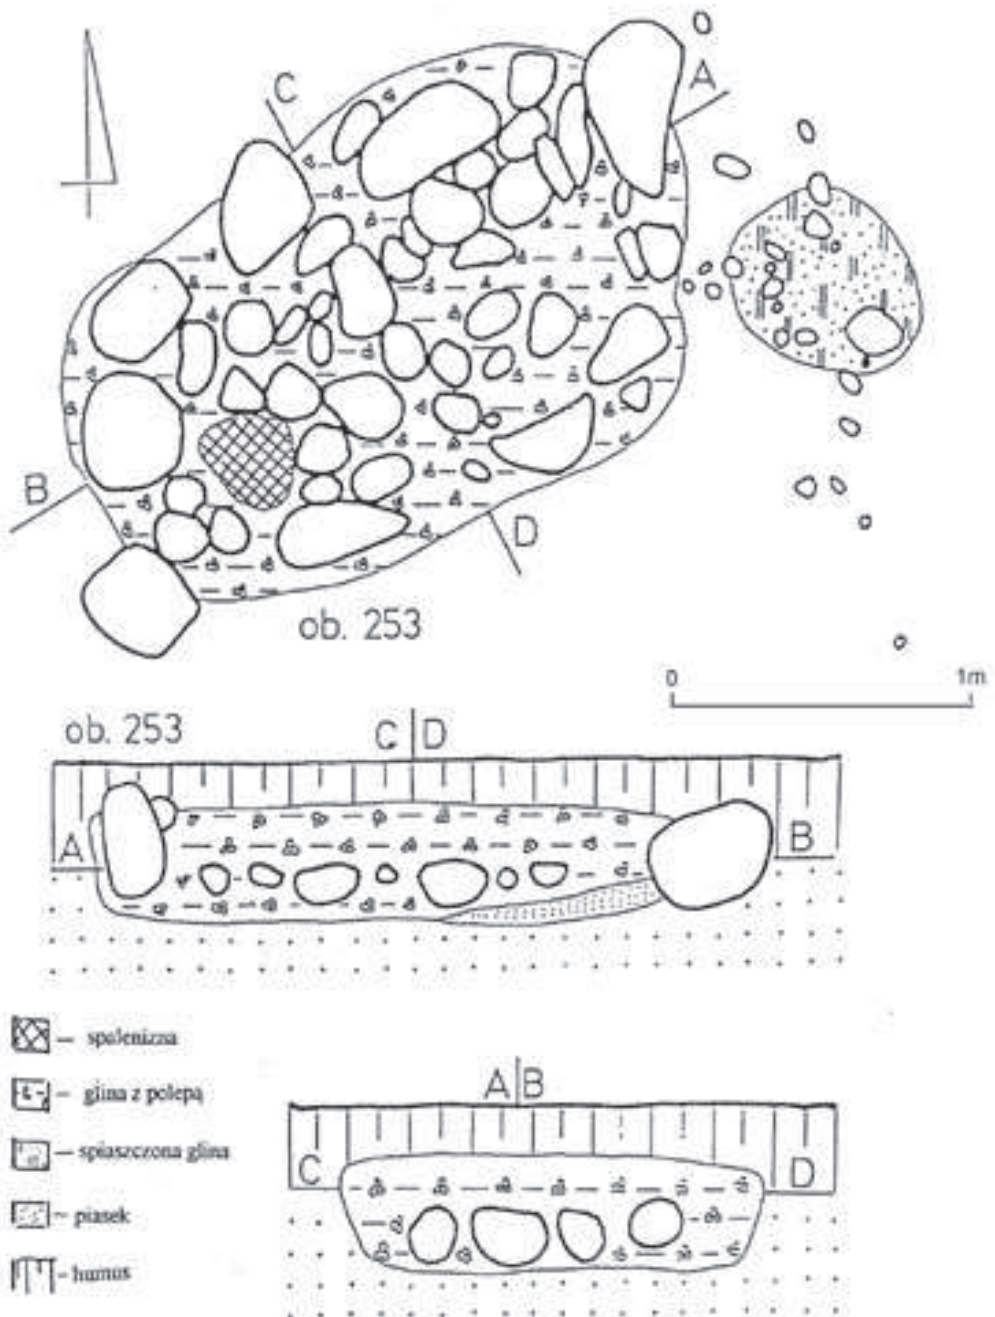 C
A
B
D
ob. 253
0 1m
ob. 253
C D
A
B
spalenizna
A B
glina z polepą
spiaszczona glina
C
D
piasek
humus